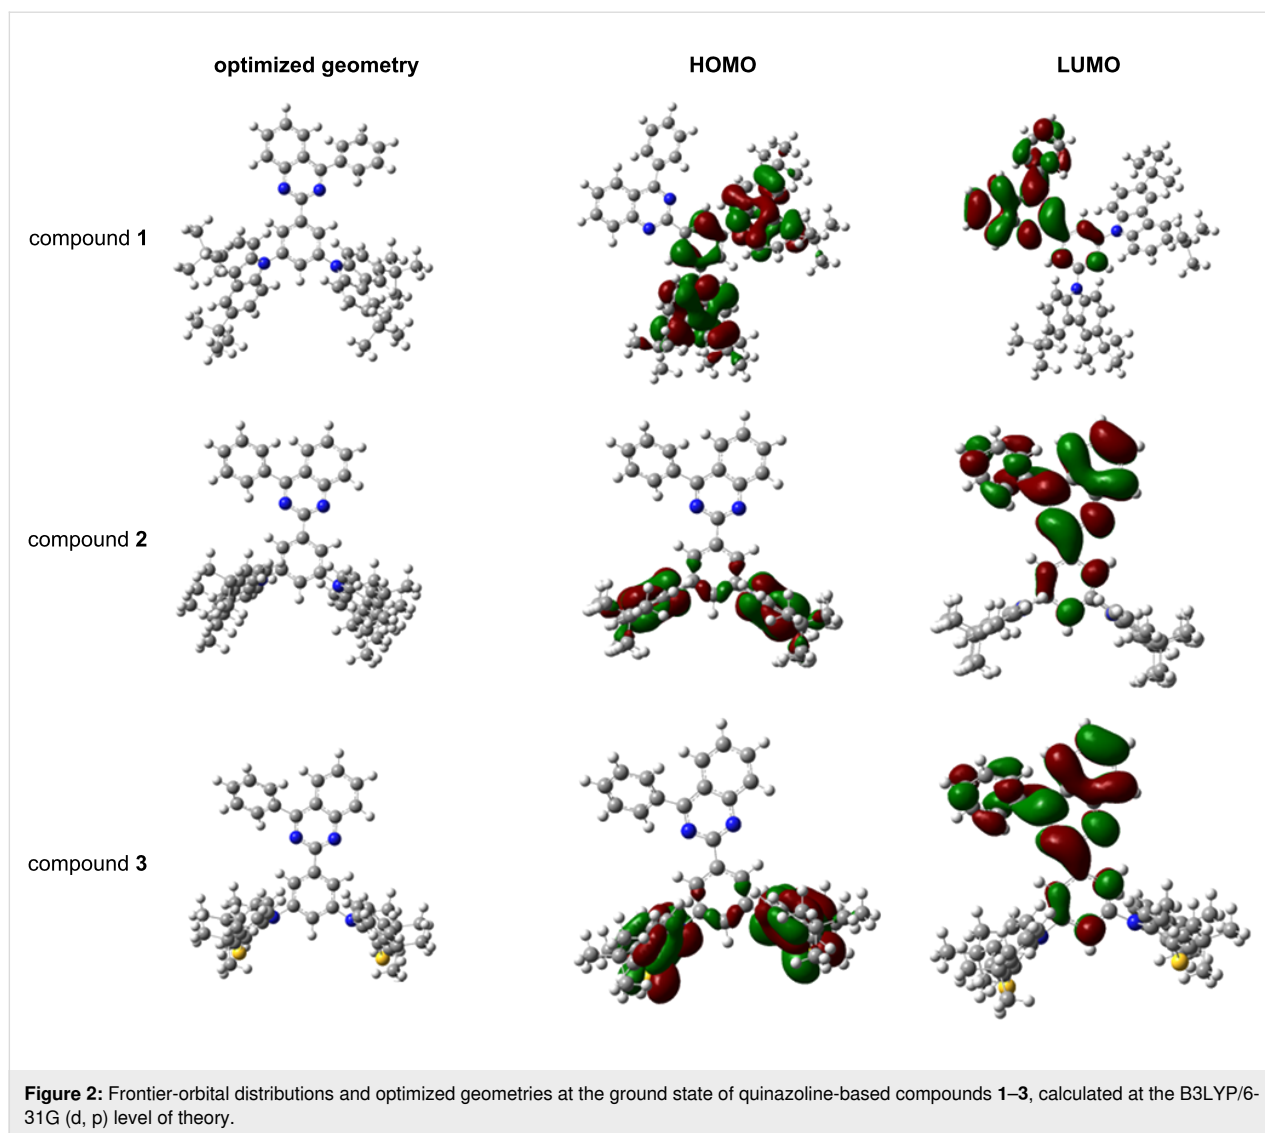 optimized geometry HOMO LUMO
compound 1
compound 2
compound 3
Figure 2: Frontier-orbital distributions and optimized geometries at the ground state of quinazoline-based compounds 1–3, calculated at the B3LYP/6-
31G (d, p) level of theory.